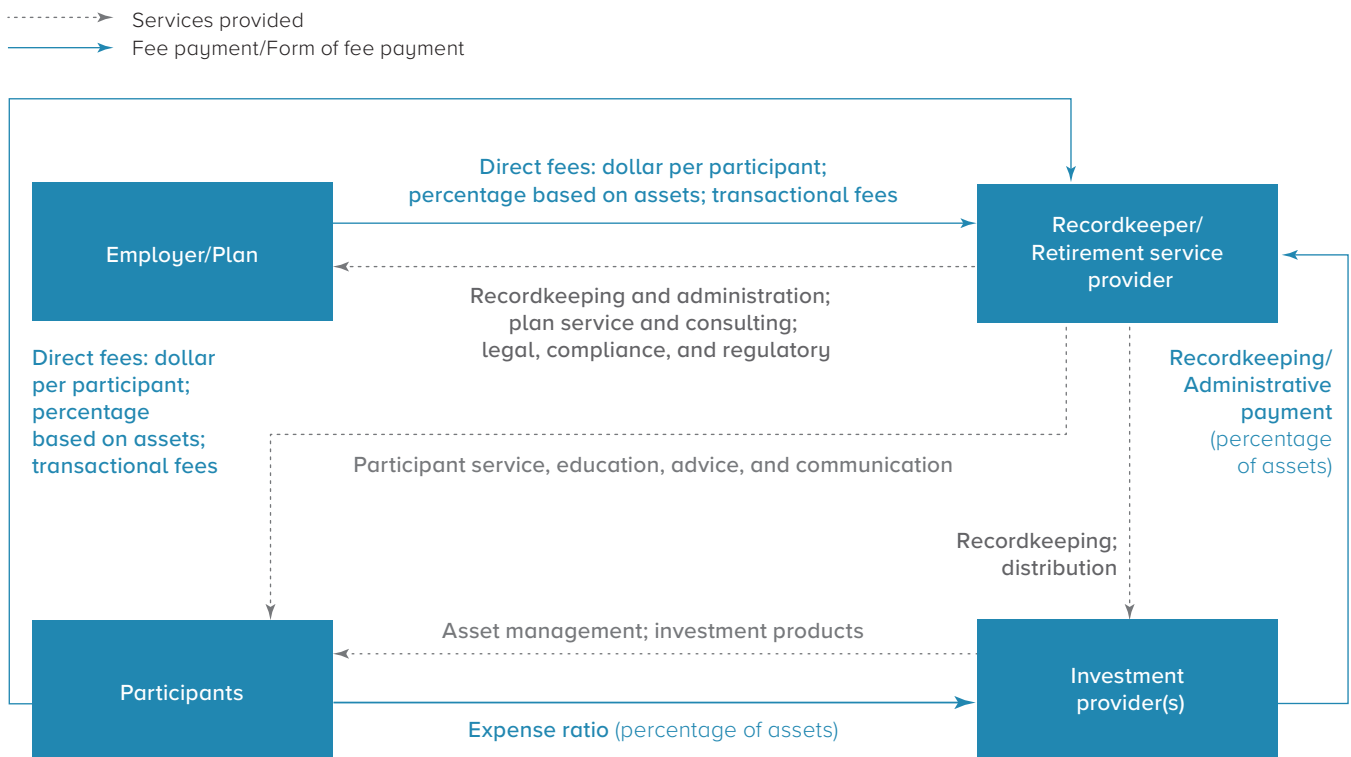 Services provided
Fee payment/Form of fee payment
Direct fees: dollar per participant;
percentage based on assets; transactional fees
Employer/Plan
Recordkeeper/
Retirement service
provider
Recordkeeping and administration;
plan service and consulting;
legal, compliance, and regulatory
Direct fees: dollar
per participant;
percentage
based on assets;
transactional fees
Recordkeeping/
Administrative
payment
(percentage
of assets)
Participant service, education, advice, and communication
Recordkeeping;
distribution
Asset management; investment products
Participants
Investment
provider(s)
Expense ratio (percentage of assets)